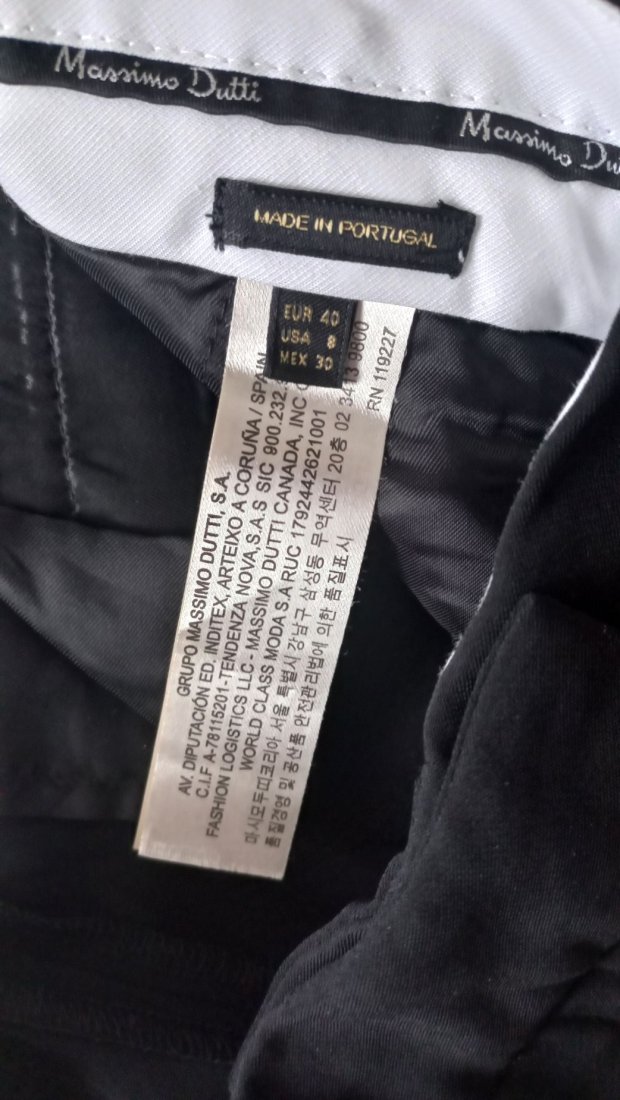 Massimo Dutti
Massimo Du
MADE IN PORTUGAL
EUR 40
USA 8
MEX 30
GRUPO MASSIMO DUTTI, S.A.
AV. DIPUTACIÓN ED. INDITEX, ARTEIXO A CORUÑA / SPAIN
C.I.F A-78115201-TENDENZA NOVA,S.A.S SIC 900.232.
FASHION LOGISTICS LLC - MASSIMO DUTTI CANADA, INC
WORLD CLASS MODA S.A RUC 1792442621001
마시모두띠코리아 서울 특별시 강남구 삼성동 무역센터 20층 02 3413 9800
품질경영 및 공산품 안전관리법에 의한 품질표시
RN 119227